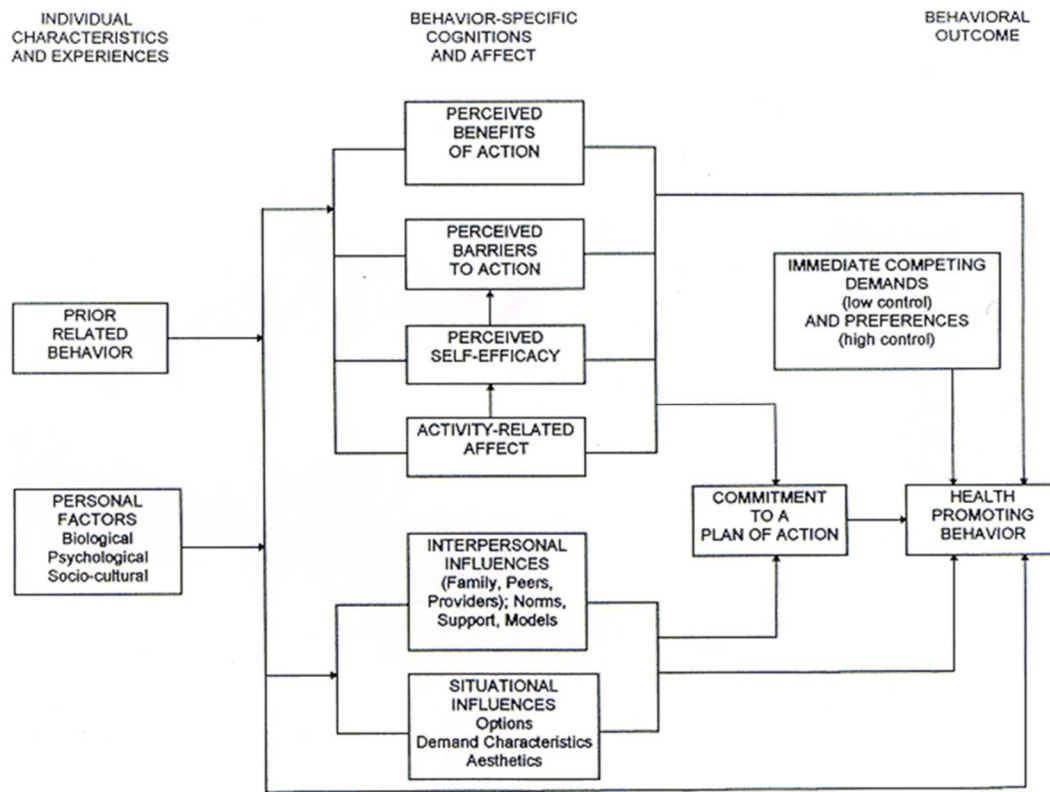 INDIVIDUAL
CHARACTERISTICS
AND EXPERIENCES
BEHAVIOR-SPECIFIC
COGNITIONS
AND AFFECT
BEHAVIORAL
OUTCOME
PERCEIVED
BENEFITS
OF ACTION
PERCEIVED
BARRIERS
TO ACTION
PERCEIVED
SELF-EFFICACY
ACTIVITY-RELATED
AFFECT
PRIOR
RELATED
BEHAVIOR
PERSONAL
FACTORS
Biological
Psychological
Socio-cultural
INTERPERSONAL
INFLUENCES
(Family, Peers,
Providers); Norms,
Support, Models
SITUATIONAL
INFLUENCES
Options
Demand Characteristics
Aesthetics
IMMEDIATE COMPETING
DEMANDS
(low control)
AND PREFERENCES
(high control)
COMMITMENT
TO A
PLAN OF ACTION
HEALTH
PROMOTING
BEHAVIOR